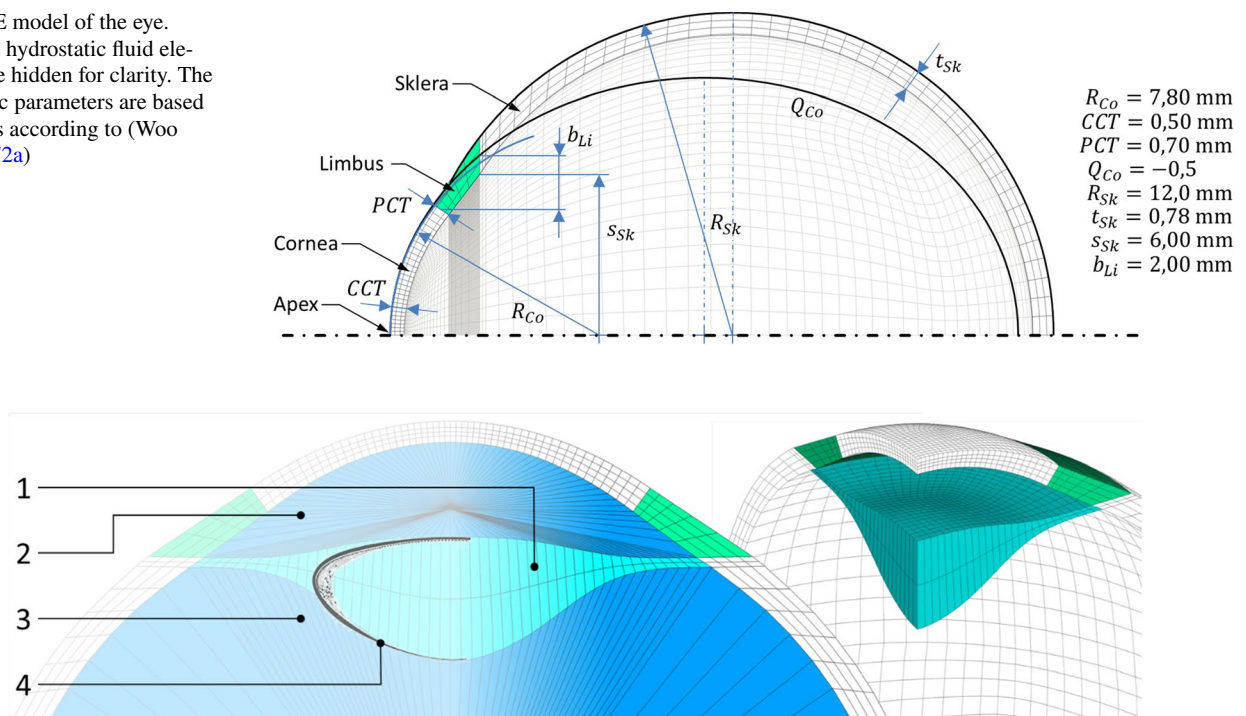 E model of the eye.
hydrostatic fluid ele-
e hidden for clarity. The
c parameters are based
s according to (Woo
2a)
Sklera
Limbus
PCT
Cornea
CCT
Apex
b_Li
s_Sk
R_Sk
R_Co
Q_Co
t_Sk
R_Co = 7,80 mm
CCT = 0,50 mm
PCT = 0,70 mm
Q_Co = −0,5
R_Sk = 12,0 mm
t_Sk = 0,78 mm
s_Sk = 6,00 mm
b_Li = 2,00 mm
1
2
3
4